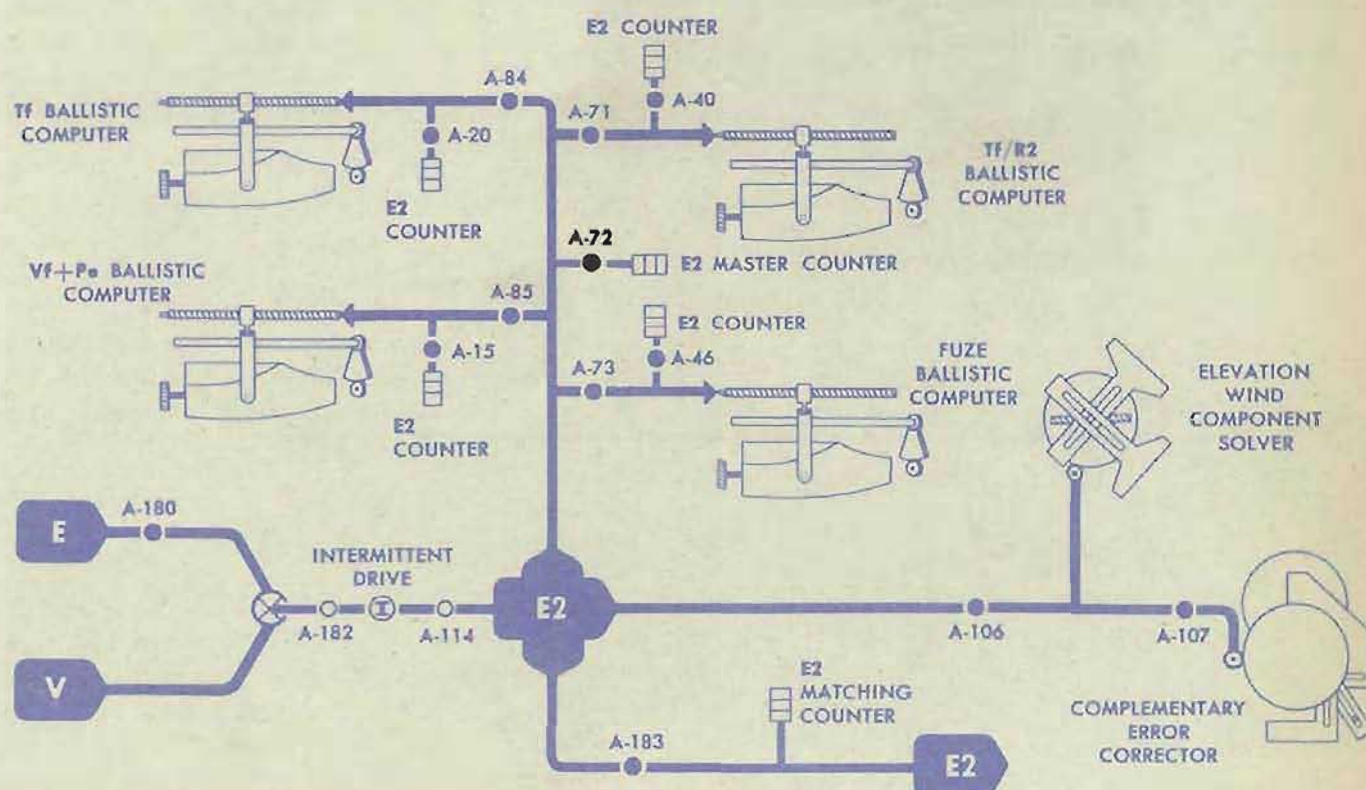 E2 COUNTER
A-84
Tf BALLISTIC
COMPUTER
A-20
A-71
A-40
Tf/R2
BALLISTIC
COMPUTER
E2
COUNTER
A-72
E2 MASTER COUNTER
Vf+Pe BALLISTIC
COMPUTER
A-85
E2 COUNTER
A-15
A-73
A-46
FUZE
BALLISTIC
COMPUTER
ELEVATION
WIND
COMPONENT
SOLVER
E2
COUNTER
E
A-180
INTERMITTENT
DRIVE
I
A-182
A-114
E2
A-106
A-107
V
E2
MATCHING
COUNTER
A-183
E2
COMPLEMENTARY
ERROR
CORRECTOR